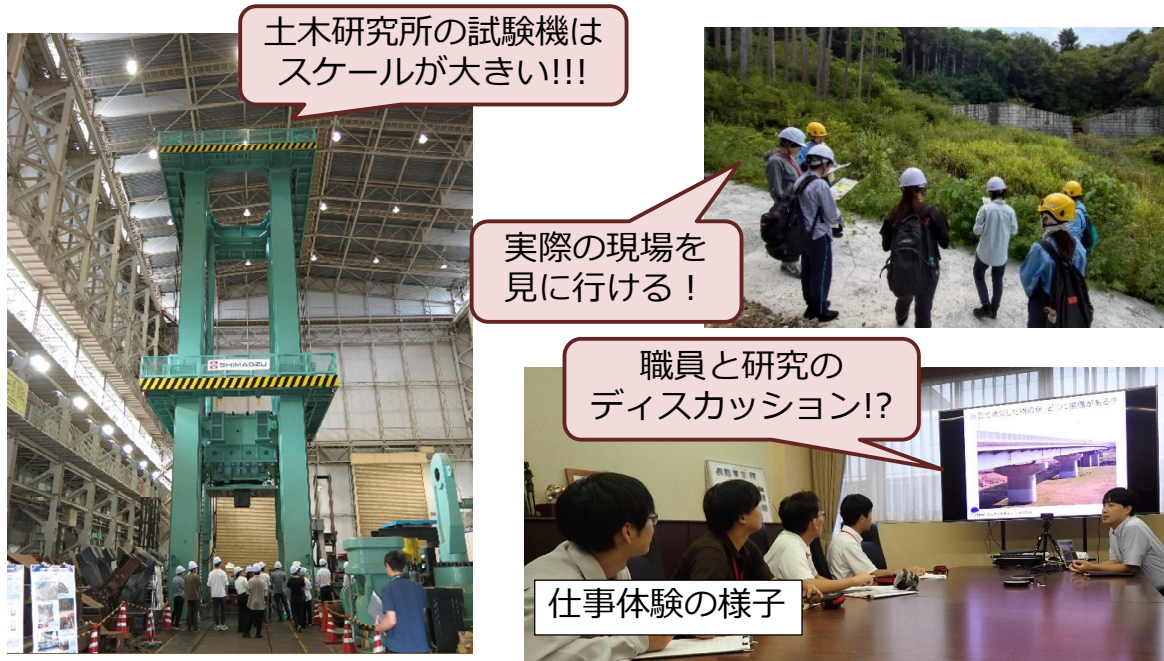 土木研究所の試験機は
スケールが大きい!!!
実際の現場を
見に行ける！
SHIMADZU
職員と研究の
ディスカッション!?
仕事体験の様子